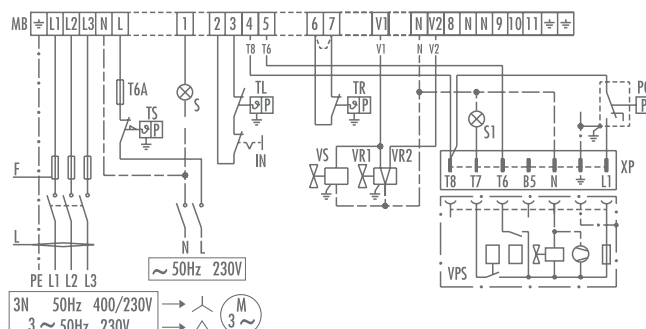 MB L1 L2 L3 N L 1 2 3 4 5 6 7 V1 N V2 8 N N 9 10 11
T8 T6 V1 N V2
T6A
TS
P
S
TL
P
IN
TR
P
S1
P
F
VS VR1 VR2
XP
T8 T7 T6 B5 N L1
L
N L
VPS
PE L1 L2 L3
~ 50Hz 230V
3N 50Hz 400/230V
3 ~ 50Hz 230V
M
3 ~